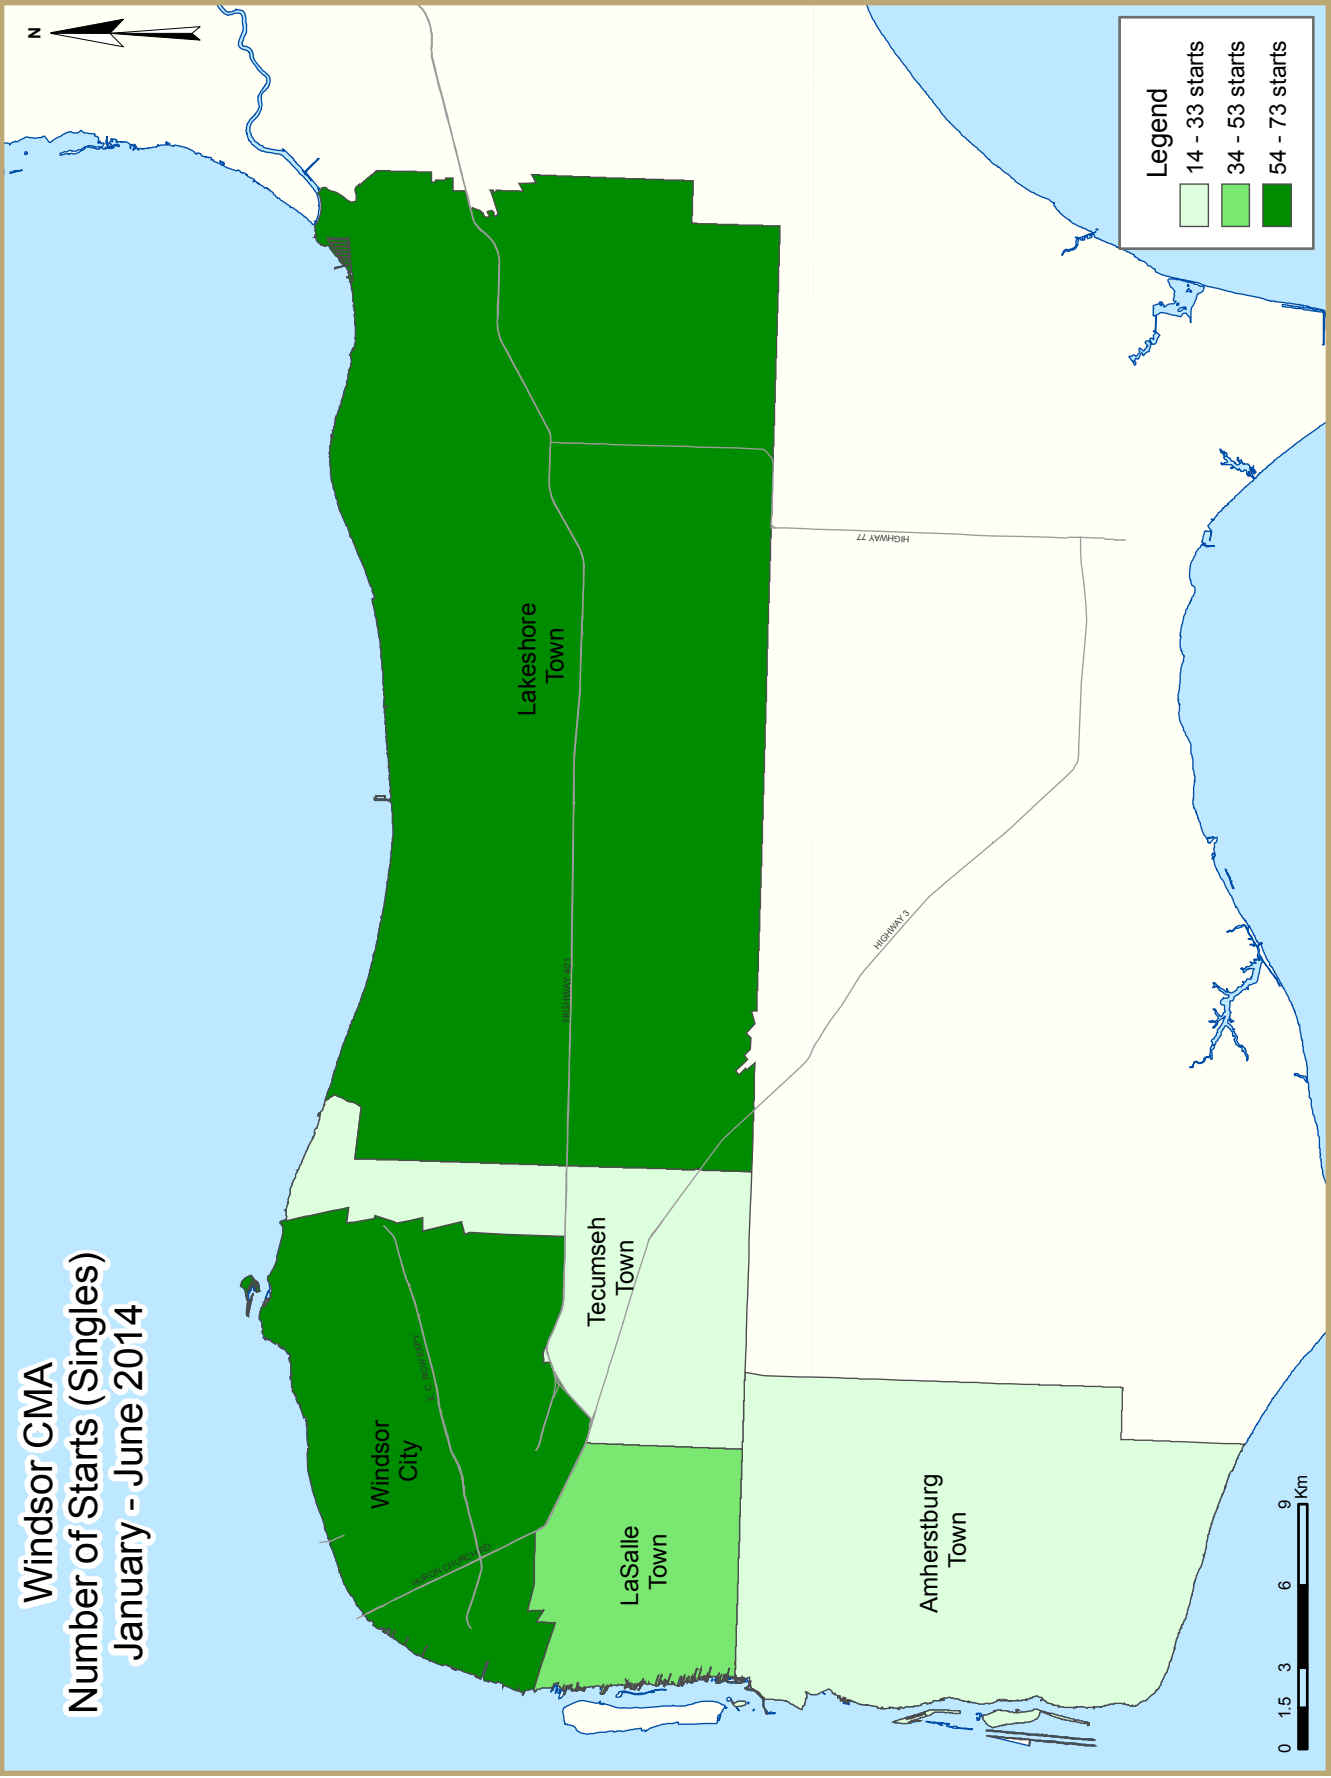 Windsor CMA
Number of Starts (Singles)
January - June 2014
N
Legend
14 - 33 starts
34 - 53 starts
54 - 73 starts
Lakeshore
Town
Tecumseh
Town
Windsor
City
LaSalle
Town
Amherstburg
Town
HIGHWAY 401
HIGHWAY 77
HIGHWAY 3
E. C. ROW EXPY
HURON CHURCH RD
0 1.5 3 6 9
Km